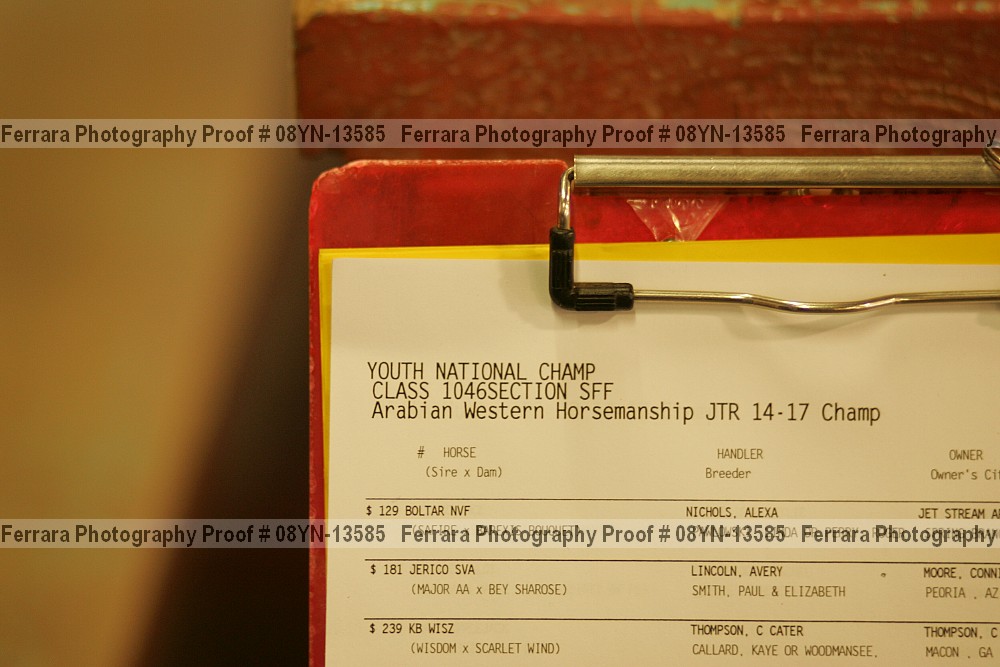 Ferrara Photography Proof # 08YN-13585 Ferrara Photography Proof # 08YN-13585 Ferrara Photography
YOUTH NATIONAL CHAMP
CLASS 1046SECTION SFF
Arabian Western Horsemanship JTR 14-17 Champ
# HORSE HANDLER OWNER
(Sire x Dam) Breeder Owner's
$ 129 BOLTAR NVF NICHOLS, ALEXA JET STREAM
Ferrara Photography Proof # 08YN-13585 Ferrara Photography Proof # 08YN-13585 Ferrara Photography
$ 181 JERICO SVA LINCOLN, AVERY MOORE,
(MAJOR AA x BEY SHAROSE) SMITH, PAUL & ELIZABETH PEORIA , AZ
$ 239 KB WISZ THOMPSON, C CATER THOMPSON, C
(WISDOM x SCARLET WIND) CALLARD, KAYE OR WOODMANSEE, MACON , GA